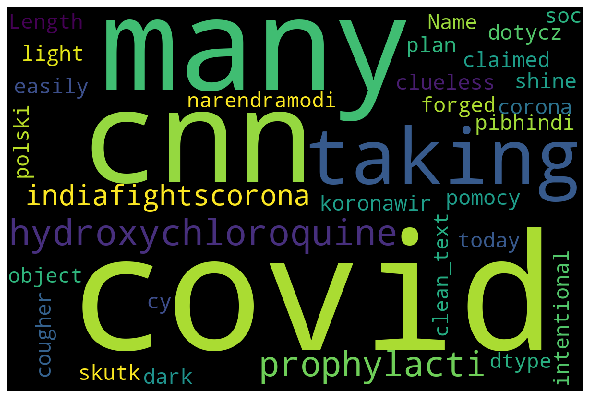 Length
many
Name
soc
dotycz
light
plan
claimed
easily
narendramodi
clueless
shine
cnn
forged
corona
polski
pibhindi
taking
indiafightscorona
koronawir
pomocy
hydroxychloroquine
clean_text
today
covid
object
cougher
cy
intentional
prophylacti
dtype
skutk
dark